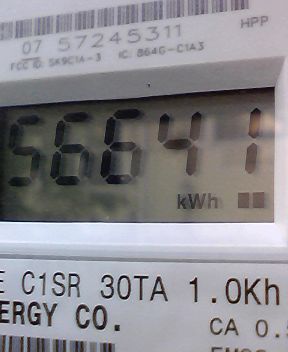 07 57245311
HPP
FCC ID: SK9C1A-3 IC: 864G-C1A3
56641
kWh
E C1SR 30TA 1.0Kh
ERGY CO.
CA 0.